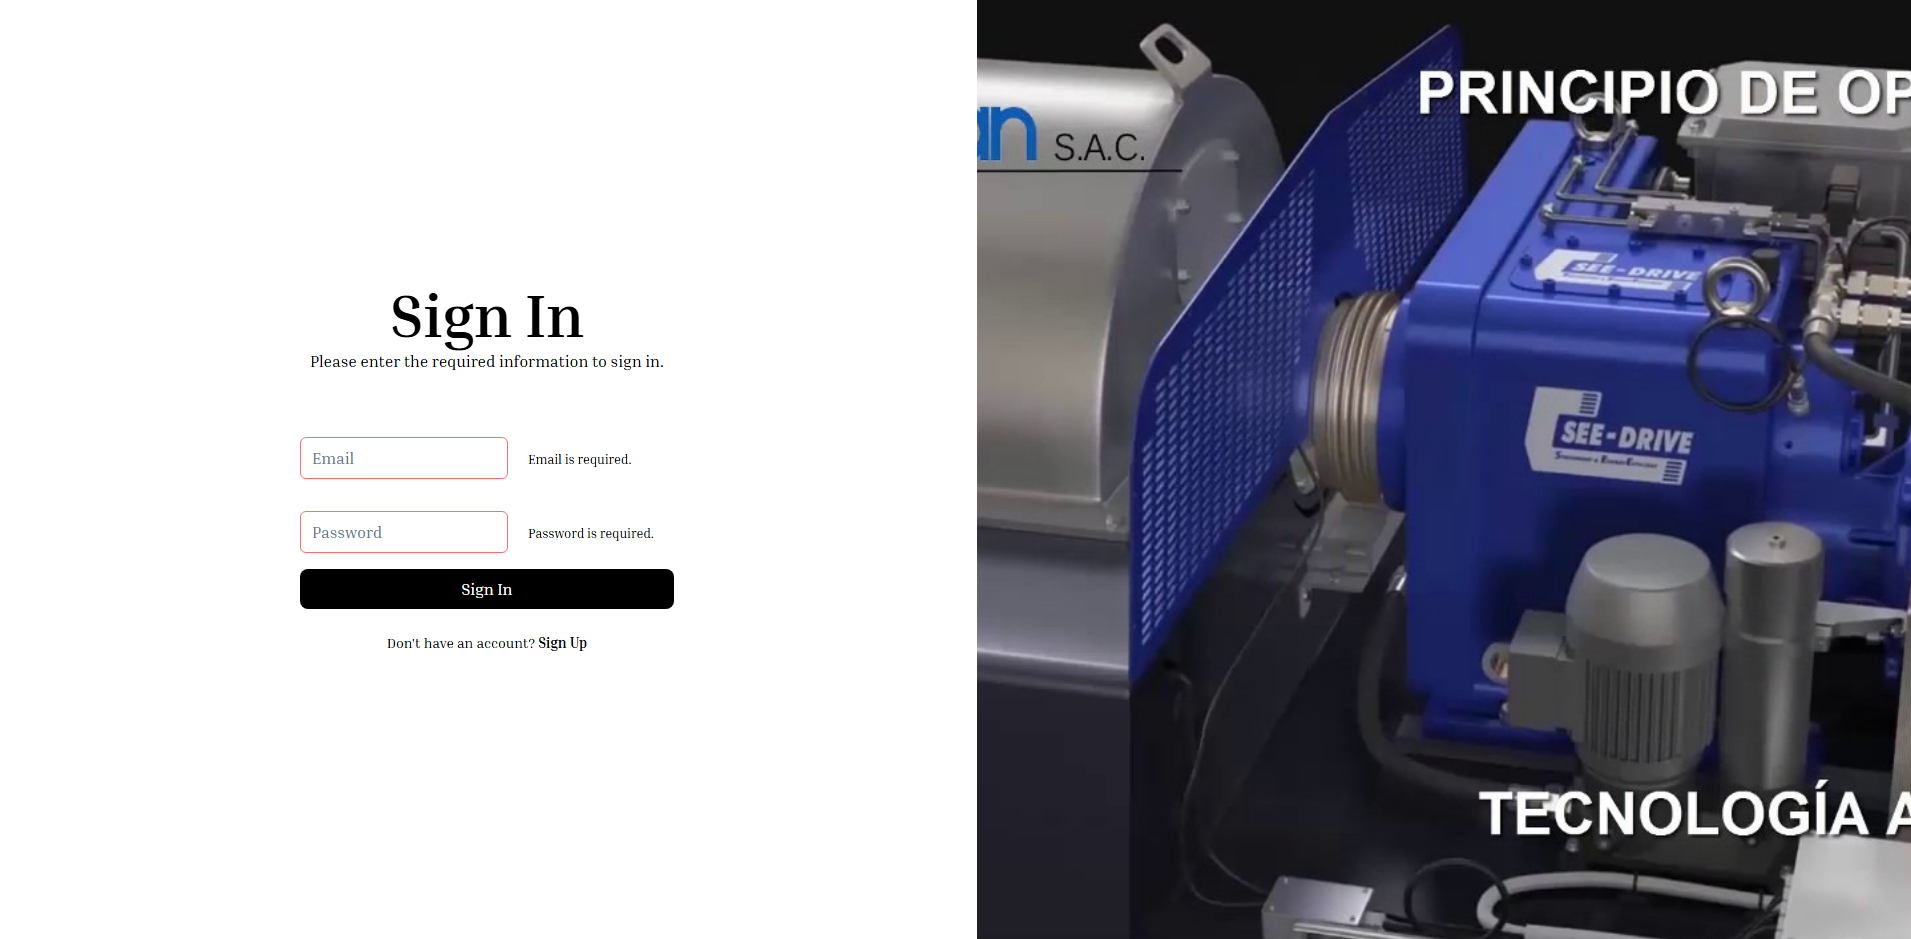 Sign In
Please enter the required information to sign in.
Email
Email is required.
Password
Password is required.
Sign In
Don't have an account? Sign Up
PRINCIPIO DE OP
an S.A.C.
SEE-DRIVE
SEE-DRIVE
TECNOLOGÍA A